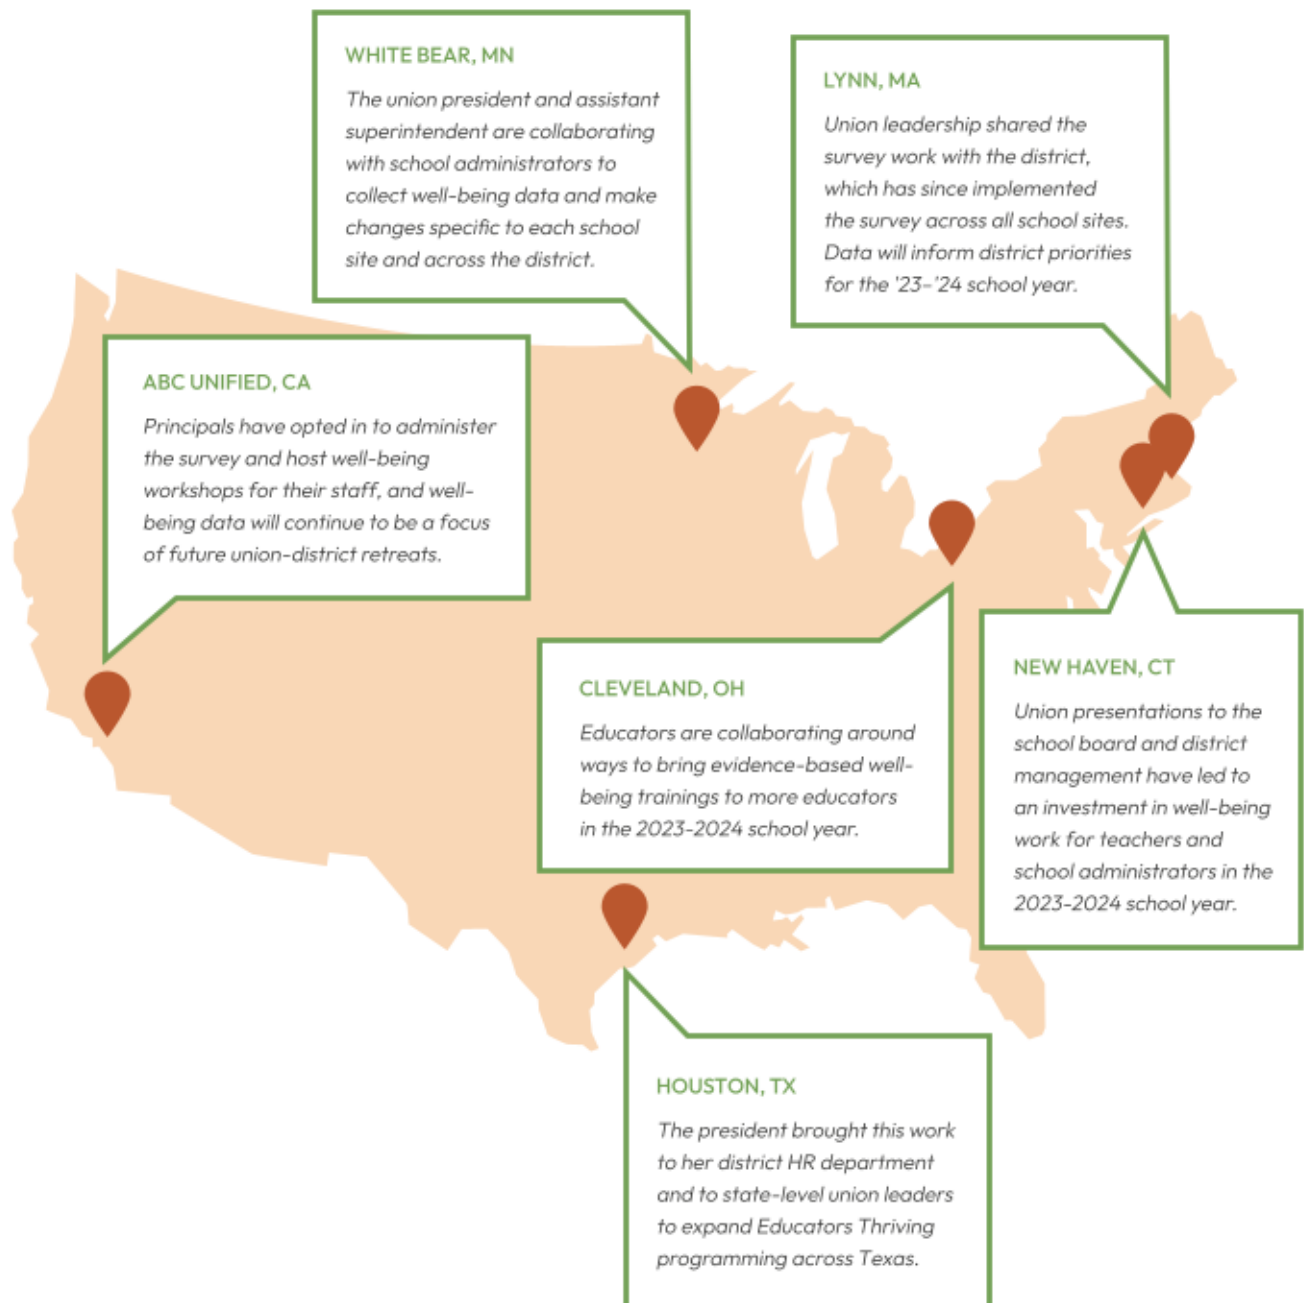 WHITE BEAR, MN
The union president and assistant
superintendent are collaborating
with school administrators to
collect well-being data and make
changes specific to each school
site and across the district.
LYNN, MA
Union leadership shared the
survey work with the district,
which has since implemented
the survey across all school sites.
Data will inform district priorities
for the '23–'24 school year.
ABC UNIFIED, CA
Principals have opted in to administer
the survey and host well-being
workshops for their staff, and well-
being data will continue to be a focus
of future union-district retreats.
CLEVELAND, OH
Educators are collaborating around
ways to bring evidence-based well-
being trainings to more educators
in the 2023-2024 school year.
NEW HAVEN, CT
Union presentations to the
school board and district
management have led to
an investment in well-being
work for teachers and
school administrators in the
2023-2024 school year.
HOUSTON, TX
The president brought this work
to her district HR department
and to state-level union leaders
to expand Educators Thriving
programming across Texas.